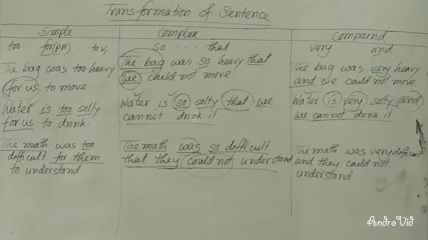 Transformation of Sentence
Simple
too for(pr) .. to v1
The bag was too heavy
for us to move.
Water is too salty
for us to drink.
The math was too
difficult for them
to understand
Complex
so .... that
The bag was so heavy that
we could not move.
Water is so salty that we
cannot drink it
The math was so difficult
that they could not understand
Compound
very and
The bag was very heavy
and we could not move
Water is very salty and
we cannot drink it.
The math was very difficult
and they could not
understand
AndroVid